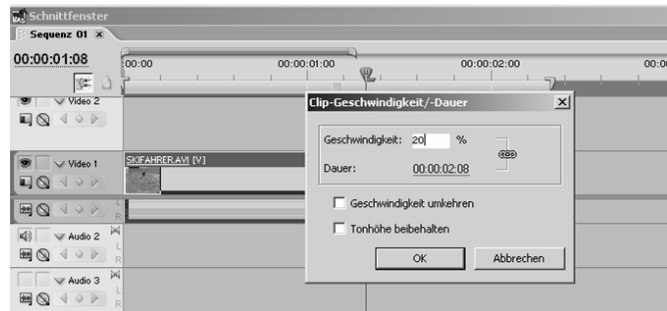 Schnittfenster
Sequenz 01 x
00:00:01:08
:00:00 00:00:01:00 00:00:02:00 00:0
Video 2
Clip-Geschwindigkeit/-Dauer
Geschwindigkeit: 20 %
Dauer: 00:00:02:08
Video 1
SKIFAHRER.AVI [V]
Geschwindigkeit umkehren
L
R
Tonhöhe beibehalten
Audio 2
L
R
OK Abbrechen
Audio 3
L
R